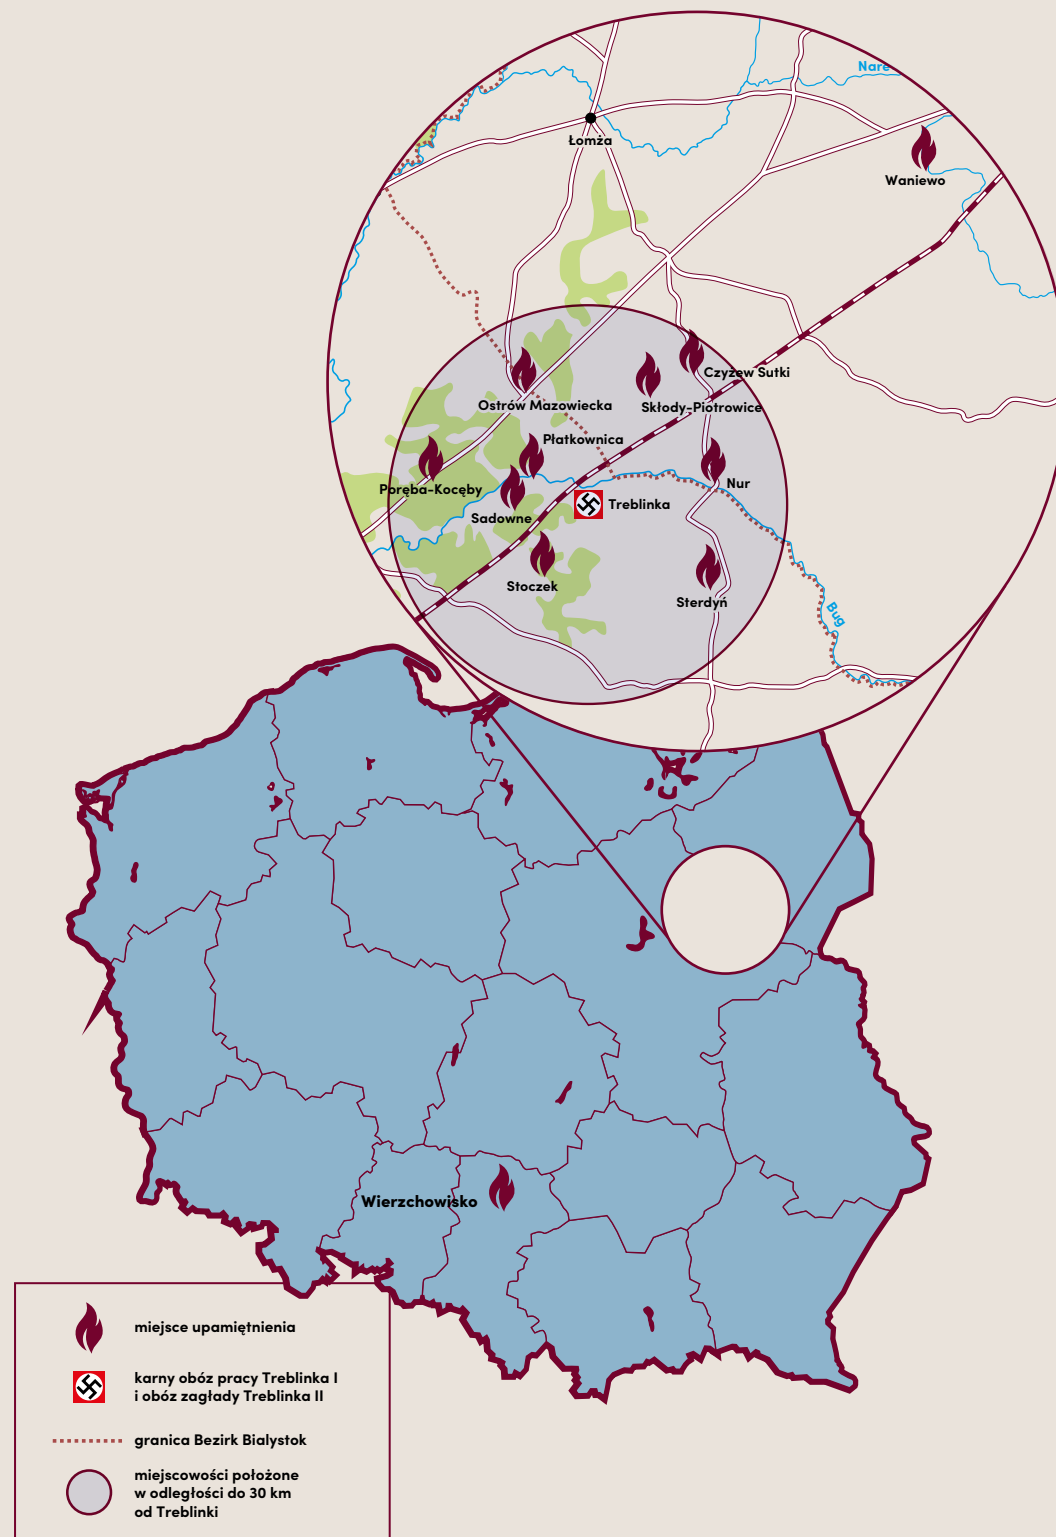 Nare
Łomża
Waniewo
Czyżew Sutki
Ostrów Mazowiecka
Skłody-Piotrowice
Płatkownica
Poręba-Kocęby
Nur
Treblinka
Sadowne
Stoczek
Sterdyń
Bug
Wierzchowisko
miejsce upamiętnienia
karny obóz pracy Treblinka I
i obóz zagłady Treblinka II
granica Bezirk Bialystok
miejscowości położone
w odległości do 30 km
od Treblinki